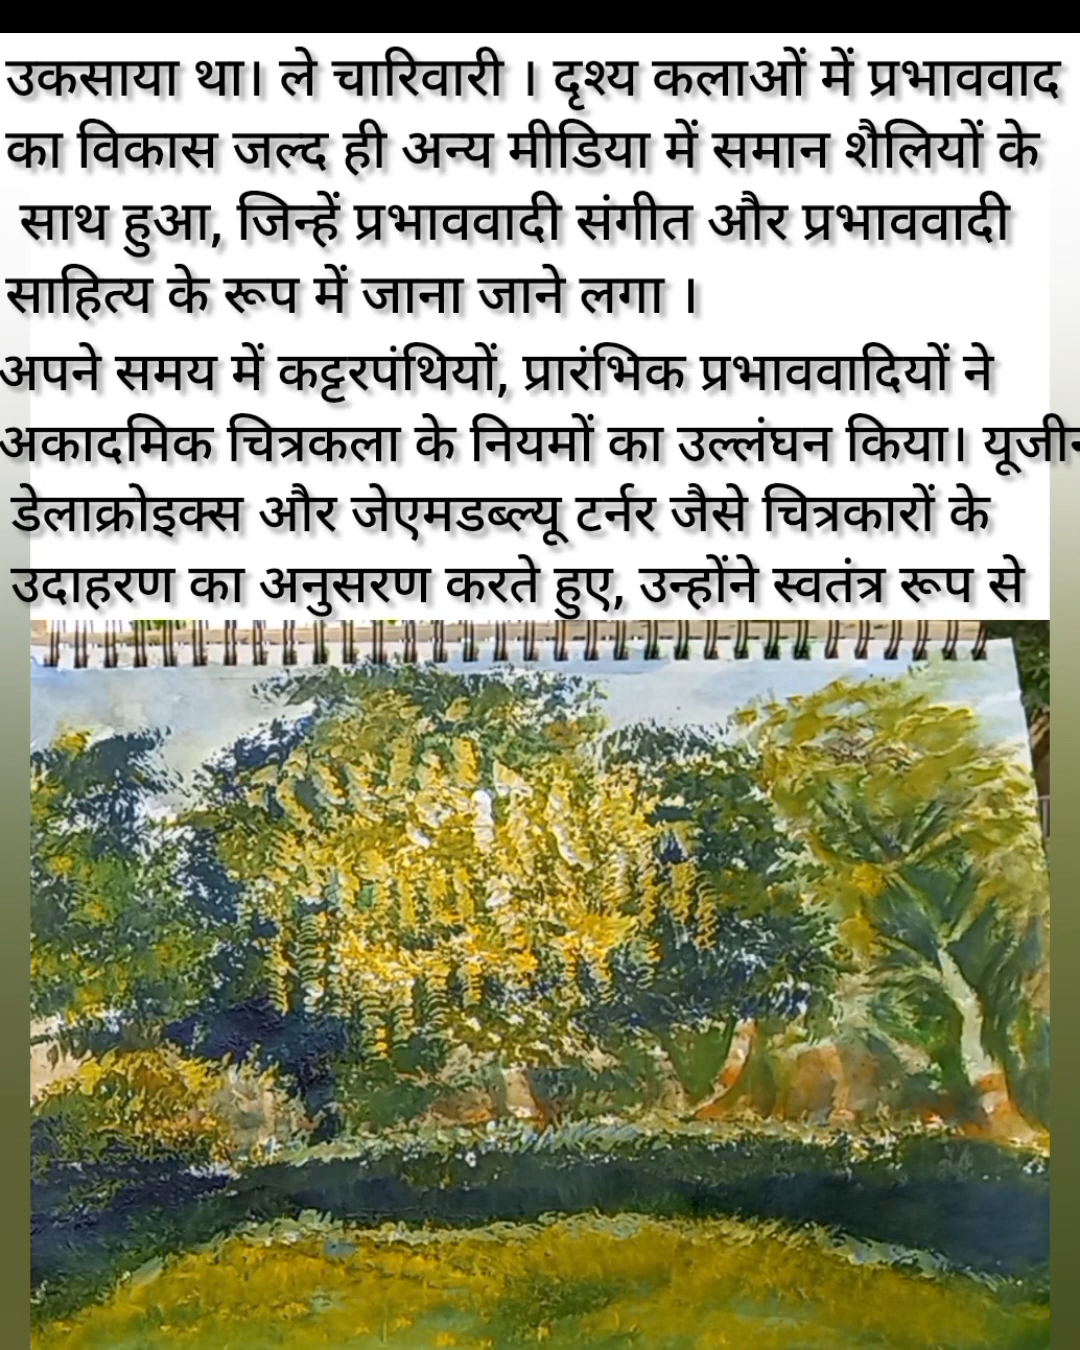 उकसाया था। ले चारिवारी । दृश्य कलाओं में प्रभाववाद
का विकास जल्द ही अन्य मीडिया में समान शैलियों के
साथ हुआ, जिन्हें प्रभाववादी संगीत और प्रभाववादी
साहित्य के रूप में जाना जाने लगा ।
अपने समय में कट्टरपंथियों, प्रारंभिक प्रभाववादियों ने
अकादमिक चित्रकला के नियमों का उल्लंघन किया। यूजीन
डेलाक्रोइक्स और जेएमडब्ल्यू टर्नर जैसे चित्रकारों के
उदाहरण का अनुसरण करते हुए, उन्होंने स्वतंत्र रूप से